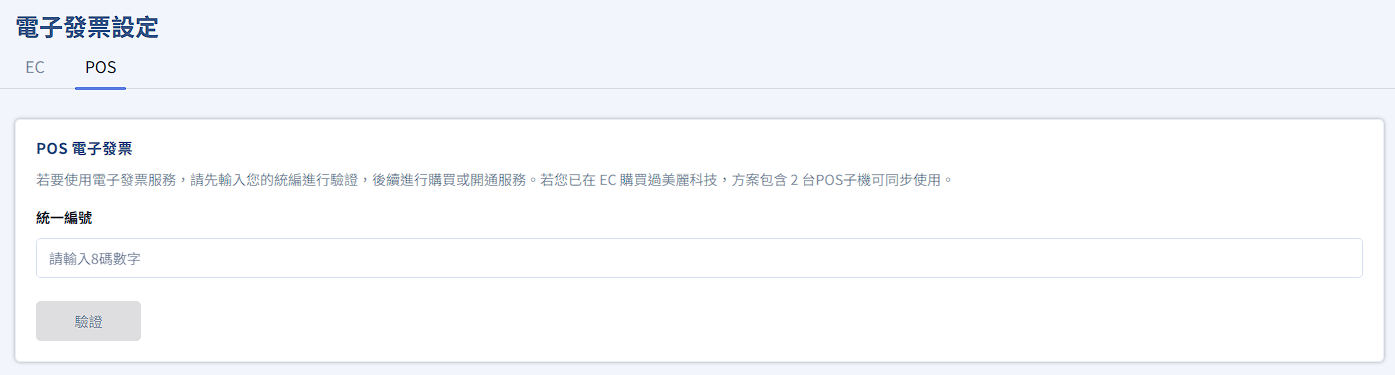 電子發票設定
EC POS
POS 電子發票
若要使用電子發票服務，請先輸入您的統編進行驗證，後續進行購買或開通服務。若您已在 EC 購買過美麗科技，方案包含 2 台POS子機可同步使用。
統一編號
請輸入8碼數字
驗證